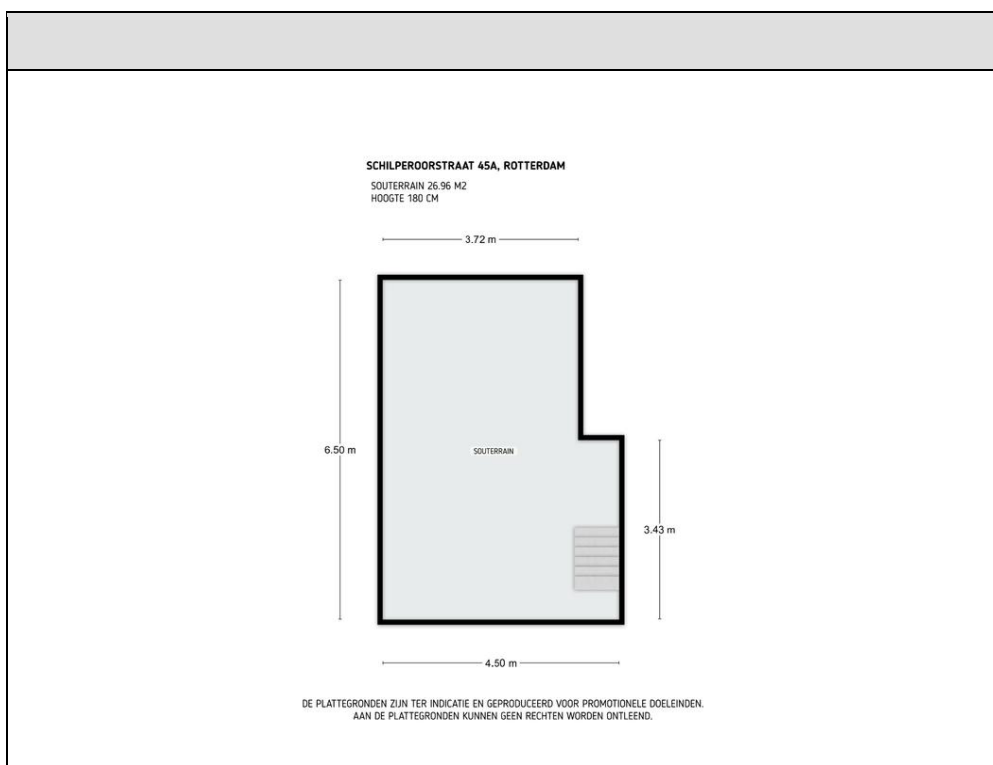 SCHILPEROORSTRAAT 45A, ROTTERDAM
SOUTERRAIN 26.96 M2
HOOGTE 180 CM
3.72 m
6.50 m
SOUTERRAIN
3.43 m
4.50 m
DE PLATTEGRONDEN ZIJN TER INDICATIE EN GEPRODUCEERD VOOR PROMOTIONELE DOELEINDEN.
AAN DE PLATTEGRONDEN KUNNEN GEEN RECHTEN WORDEN ONTLEEND.